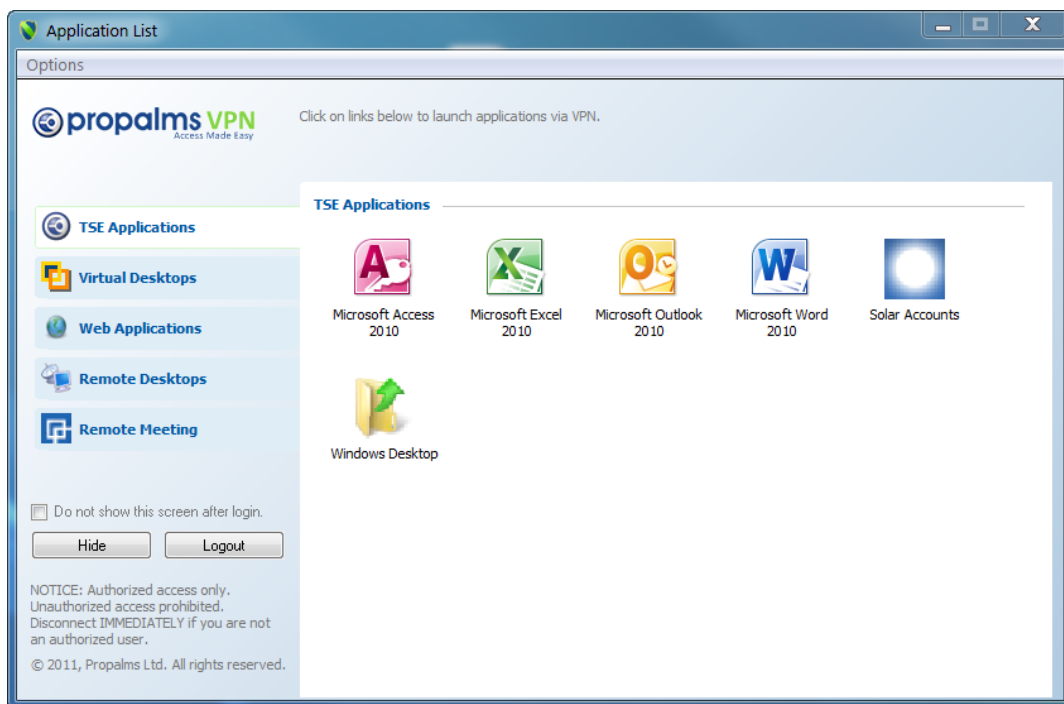 Application List
Options
propalms VPN
Access Made Easy
Click on links below to launch applications via VPN.
TSE Applications
Virtual Desktops
Web Applications
Remote Desktops
Remote Meeting
Do not show this screen after login.
Hide
Logout
NOTICE: Authorized access only.
Unauthorized access prohibited.
Disconnect IMMEDIATELY if you are not
an authorized user.
© 2011, Propalms Ltd. All rights reserved.
TSE Applications
Microsoft Access
2010
Microsoft Excel
2010
Microsoft Outlook
2010
Microsoft Word
2010
Solar Accounts
Windows Desktop